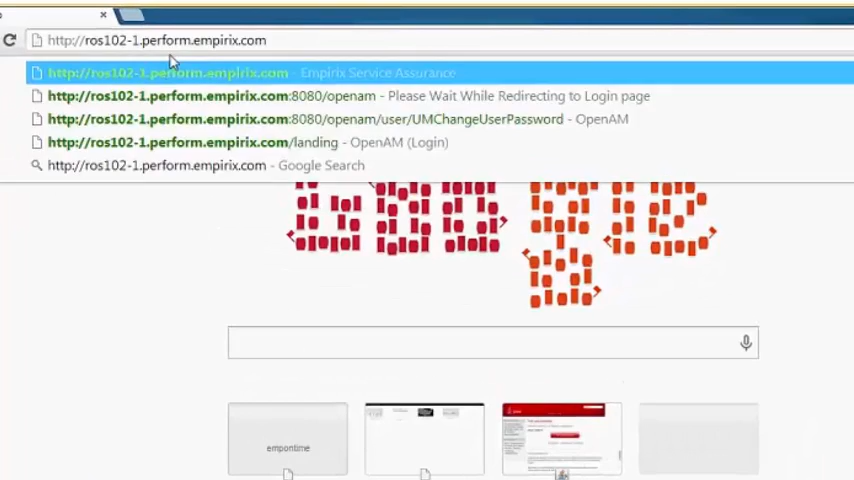 http://ros102-1.perform.empirix.com
http://ros102-1.perform.empirix.com - Empirix Service Assurance
http://ros102-1.perform.empirix.com:8080/openam - Please Wait While Redirecting to Login page
http://ros102-1.perform.empirix.com:8080/openam/user/UMChangeUserPassword - OpenAM
http://ros102-1.perform.empirix.com/landing - OpenAM (Login)
http://ros102-1.perform.empirix.com - Google Search
empontime